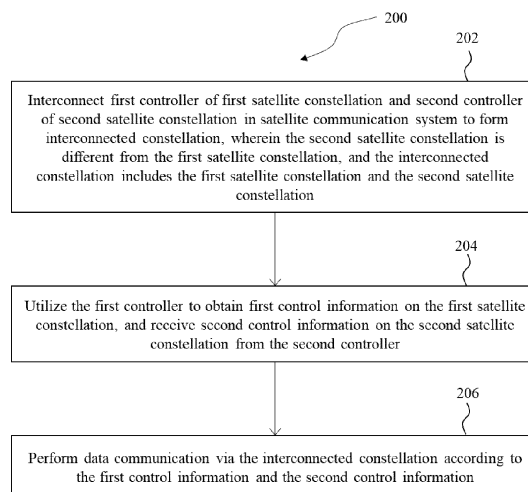 200
202
Interconnect first controller of first satellite constellation and second controller
of second satellite constellation in satellite communication system to form
interconnected constellation, wherein the second satellite constellation is
different from the first satellite constellation, and the interconnected
constellation includes the first satellite constellation and the second satellite
constellation
204
Utilize the first controller to obtain first control information on the first satellite
constellation, and receive second control information on the second satellite
constellation from the second controller
206
Perform data communication via the interconnected constellation according to
the first control information and the second control information